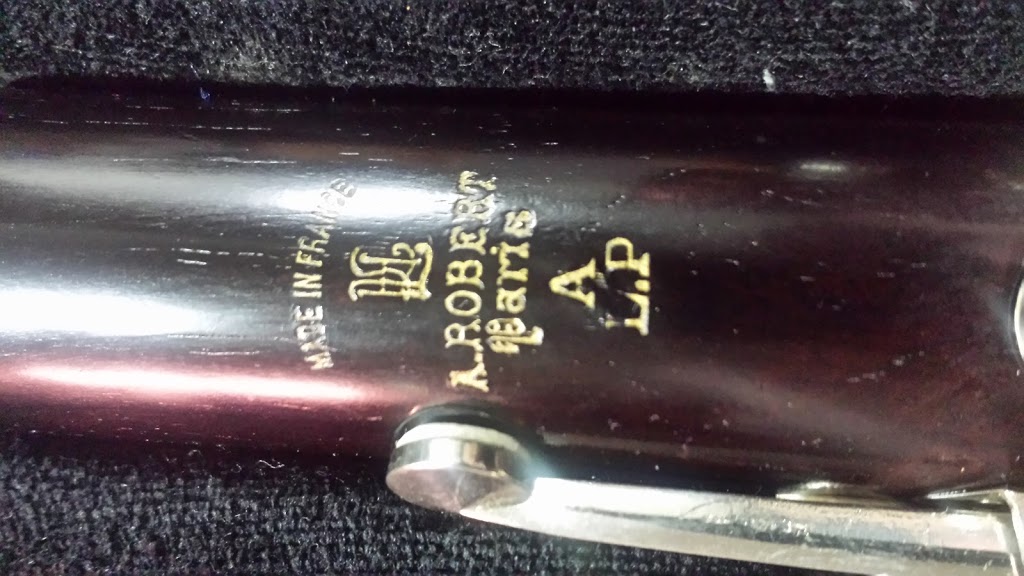 MADE IN FRANCE
A.ROBERT
Paris
A
L.P